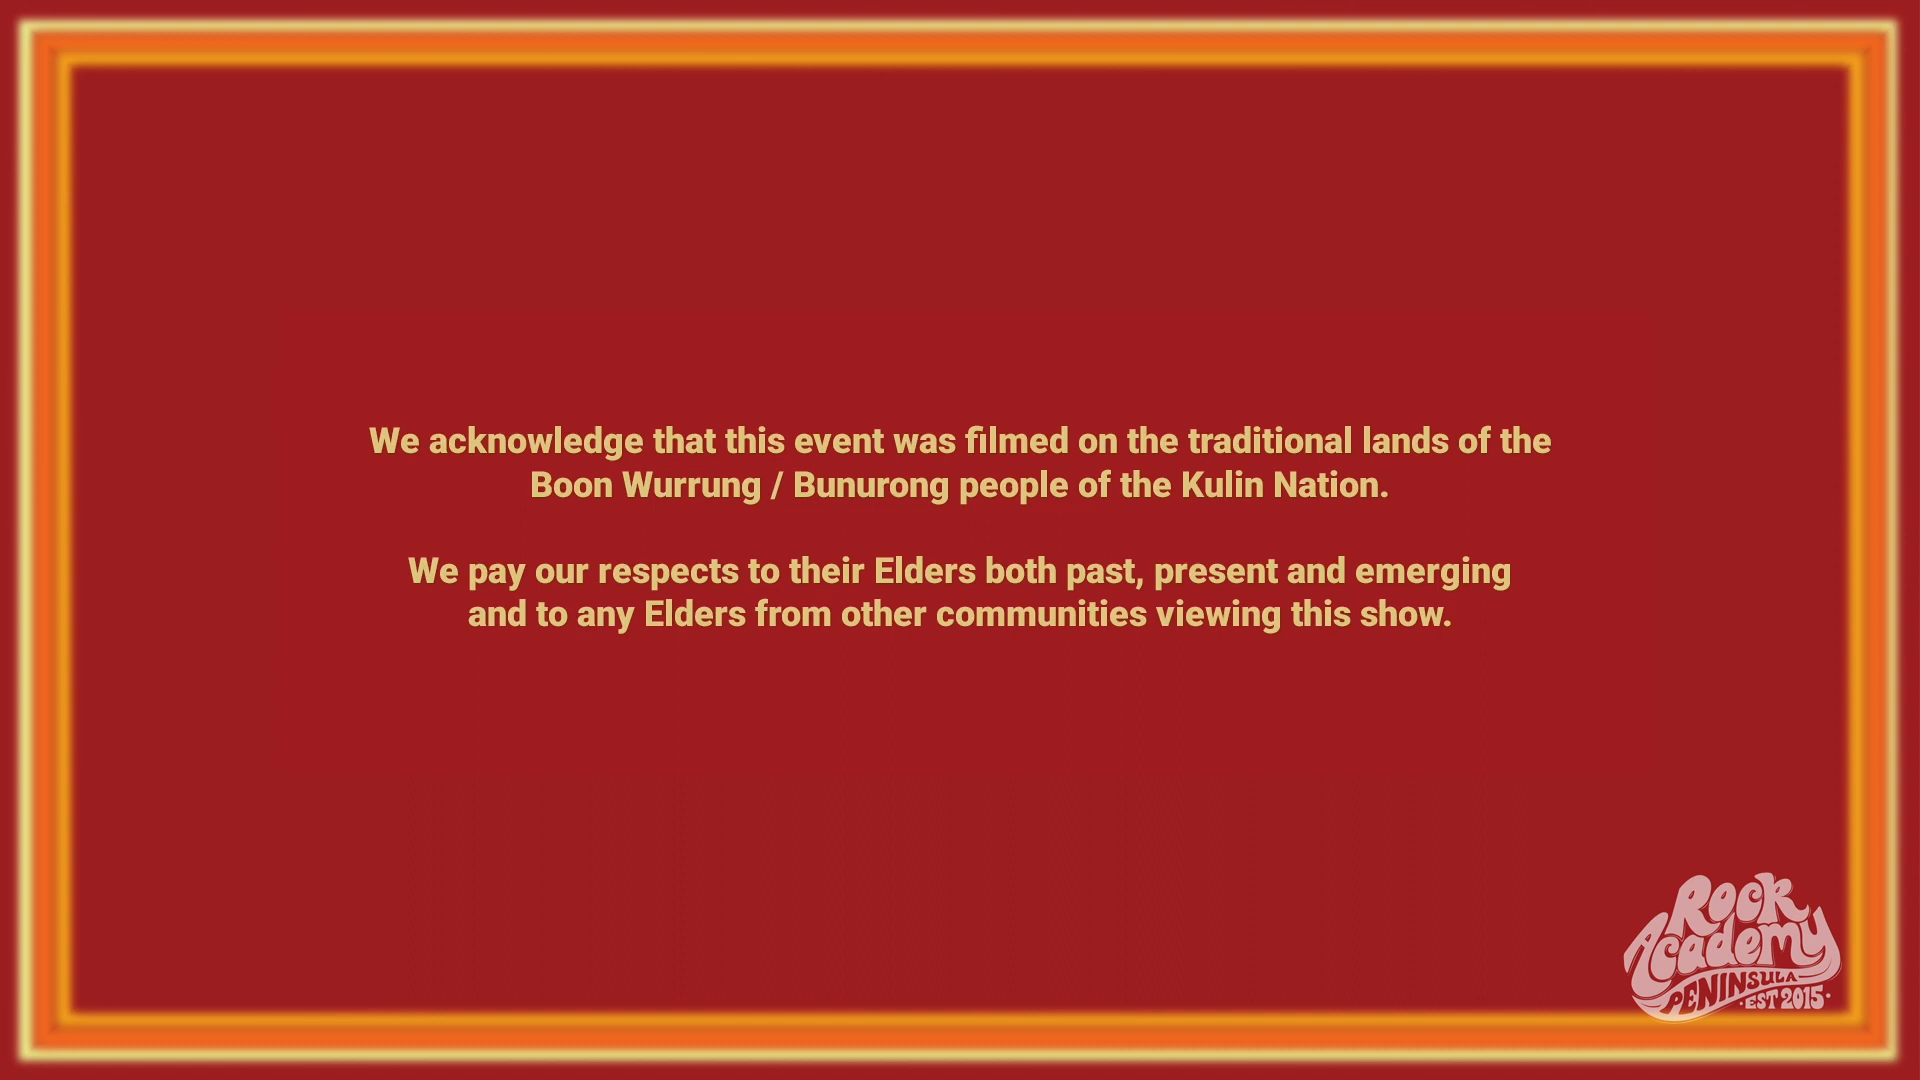 We acknowledge that this event was filmed on the traditional lands of the
Boon Wurrung / Bunurong people of the Kulin Nation.
We pay our respects to their Elders both past, present and emerging
and to any Elders from other communities viewing this show.
Rock
Academy
PENINSULA
·EST 2015·